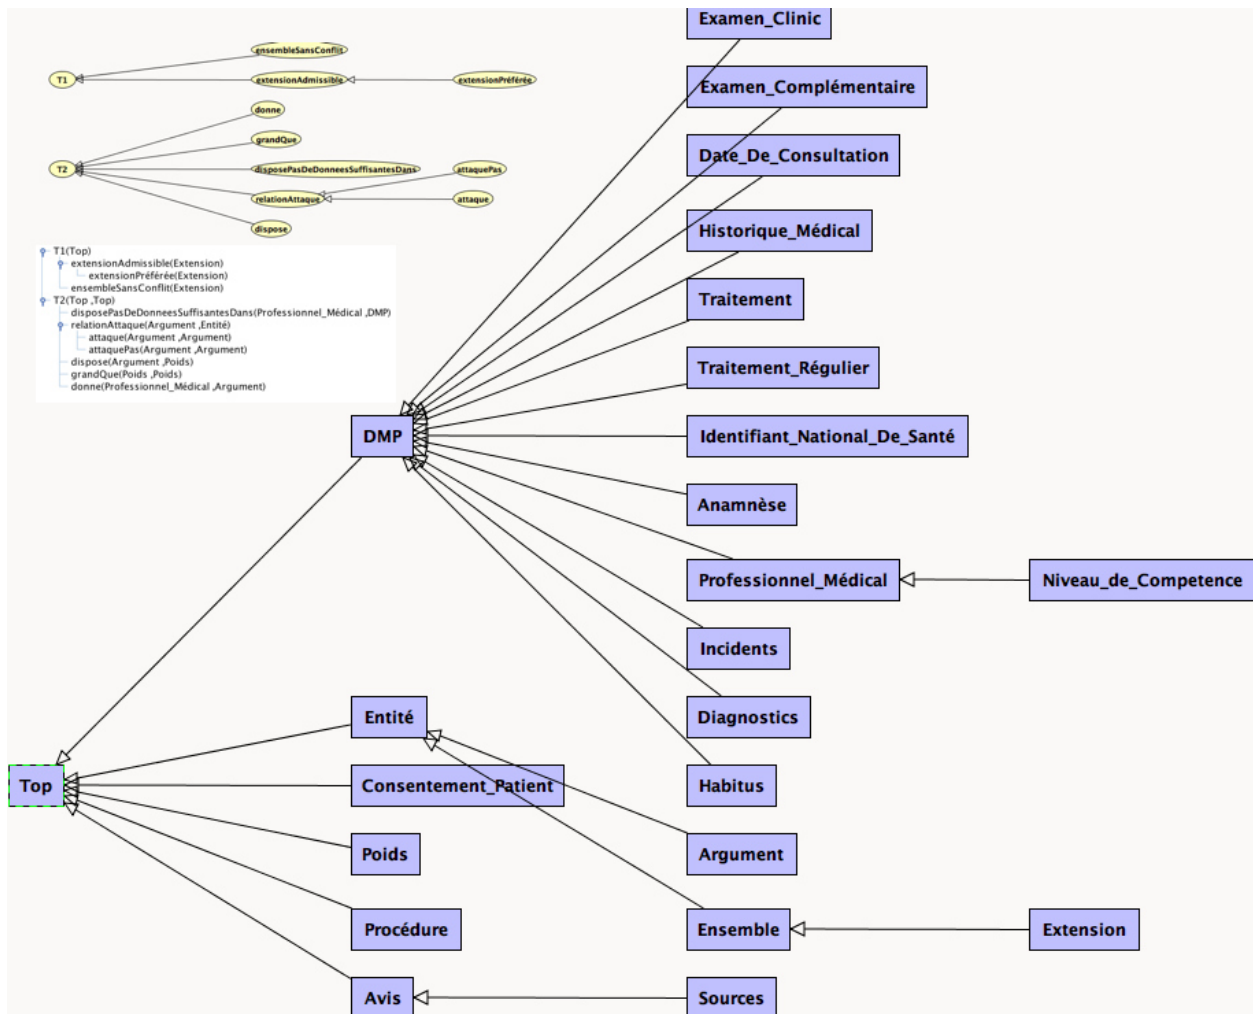 Examen_Clinic
ensembleSansConflit
T1
extensionAdmissible
extensionPréférée
Examen_Complémentaire
donne
grandQue
Date_De_Consultation
T2
disposePasDeDonneesSuffisantesDans
attaquePas
relationAttaque
attaque
dispose
Historique_Médical
T1(Top)
extensionAdmissible(Extension)
extensionPréférée(Extension)
ensembleSansConflit(Extension)
T2(Top ,Top)
disposePasDeDonneesSuffisantesDans(Professionnel_Médical ,DMP)
relationAttaque(Argument ,Entité)
attaque(Argument ,Argument)
attaquePas(Argument ,Argument)
dispose(Argument ,Poids)
grandQue(Poids ,Poids)
donne(Professionnel_Médical ,Argument)
Traitement
Traitement_Régulier
DMP
Identifiant_National_De_Santé
Anamnèse
Professionnel_Médical
Niveau_de_Competence
Incidents
Entité
Diagnostics
Top
Consentement_Patient
Habitus
Poids
Argument
Procédure
Ensemble
Extension
Avis
Sources